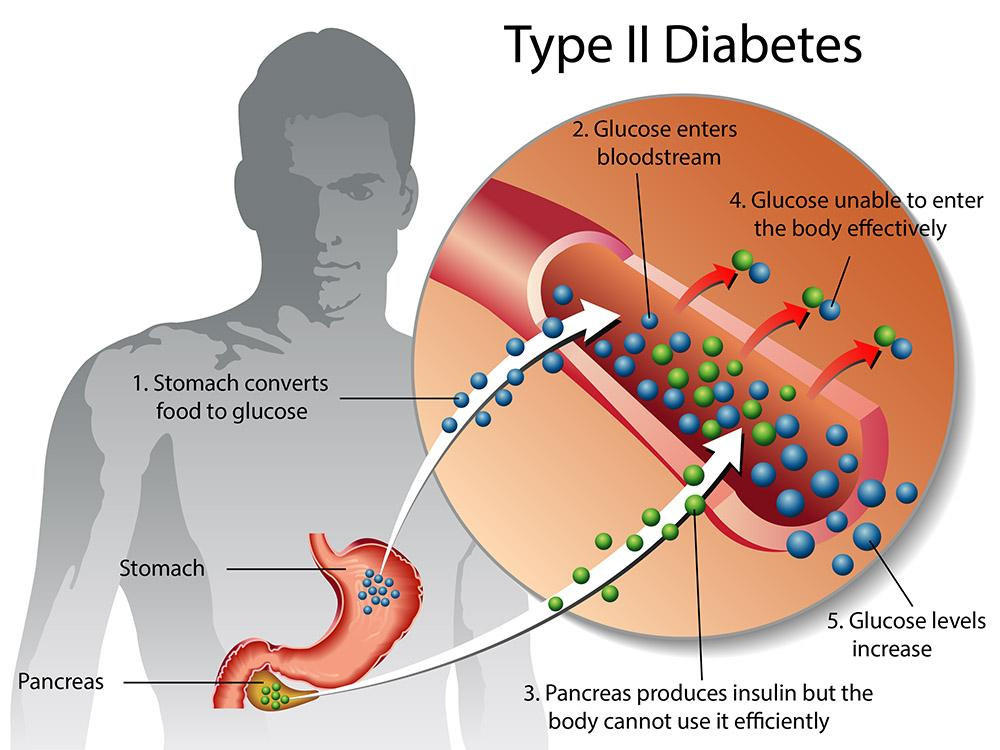 Type II Diabetes
2. Glucose enters
bloodstream
4. Glucose unable to enter
the body effectively
1. Stomach converts
food to glucose
Stomach
5. Glucose levels
increase
Pancreas
3. Pancreas produces insulin but the
body cannot use it efficiently